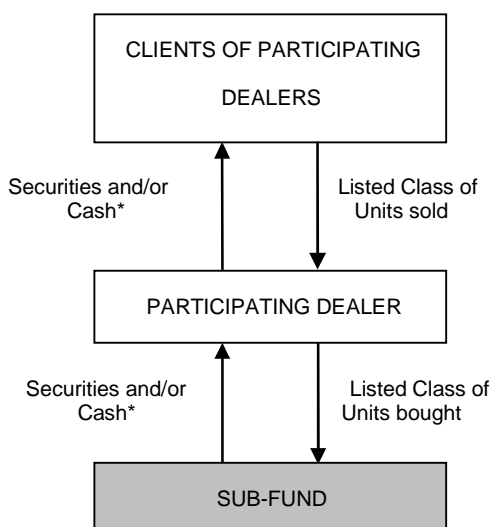 CLIENTS OF PARTICIPATING
DEALERS
Securities and/or
Cash*
Listed Class of
Units sold
PARTICIPATING DEALER
Securities and/or
Cash*
Listed Class of
Units bought
SUB-FUND